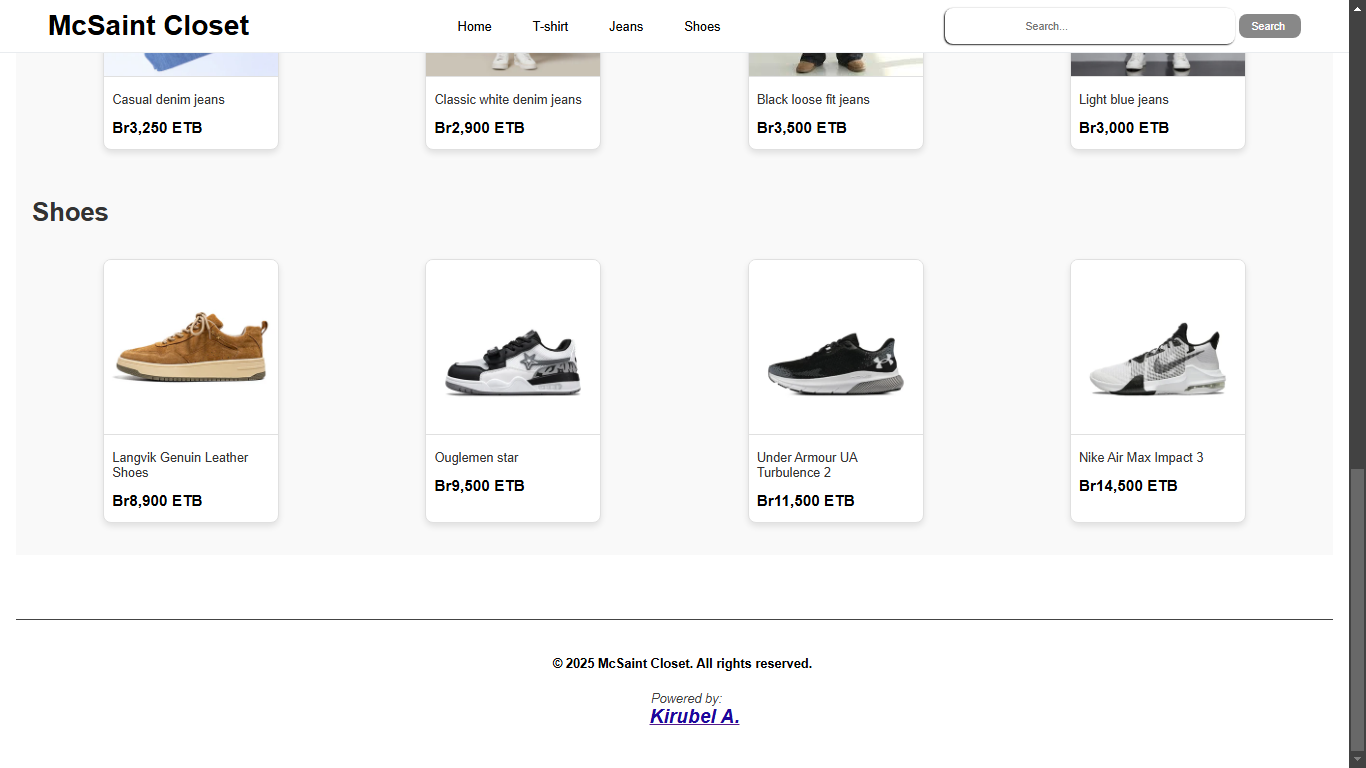 McSaint Closet
Home
T-shirt
Jeans
Shoes
Search...
Search
Casual denim jeans
Br3,250 ETB
Classic white denim jeans
Br2,900 ETB
Black loose fit jeans
Br3,500 ETB
Light blue jeans
Br3,000 ETB
Shoes
Langvik Genuin Leather
Shoes
Br8,900 ETB
Ouglemen star
Br9,500 ETB
Under Armour UA
Turbulence 2
Br11,500 ETB
Nike Air Max Impact 3
Br14,500 ETB
© 2025 McSaint Closet. All rights reserved.
Powered by:
Kirubel A.